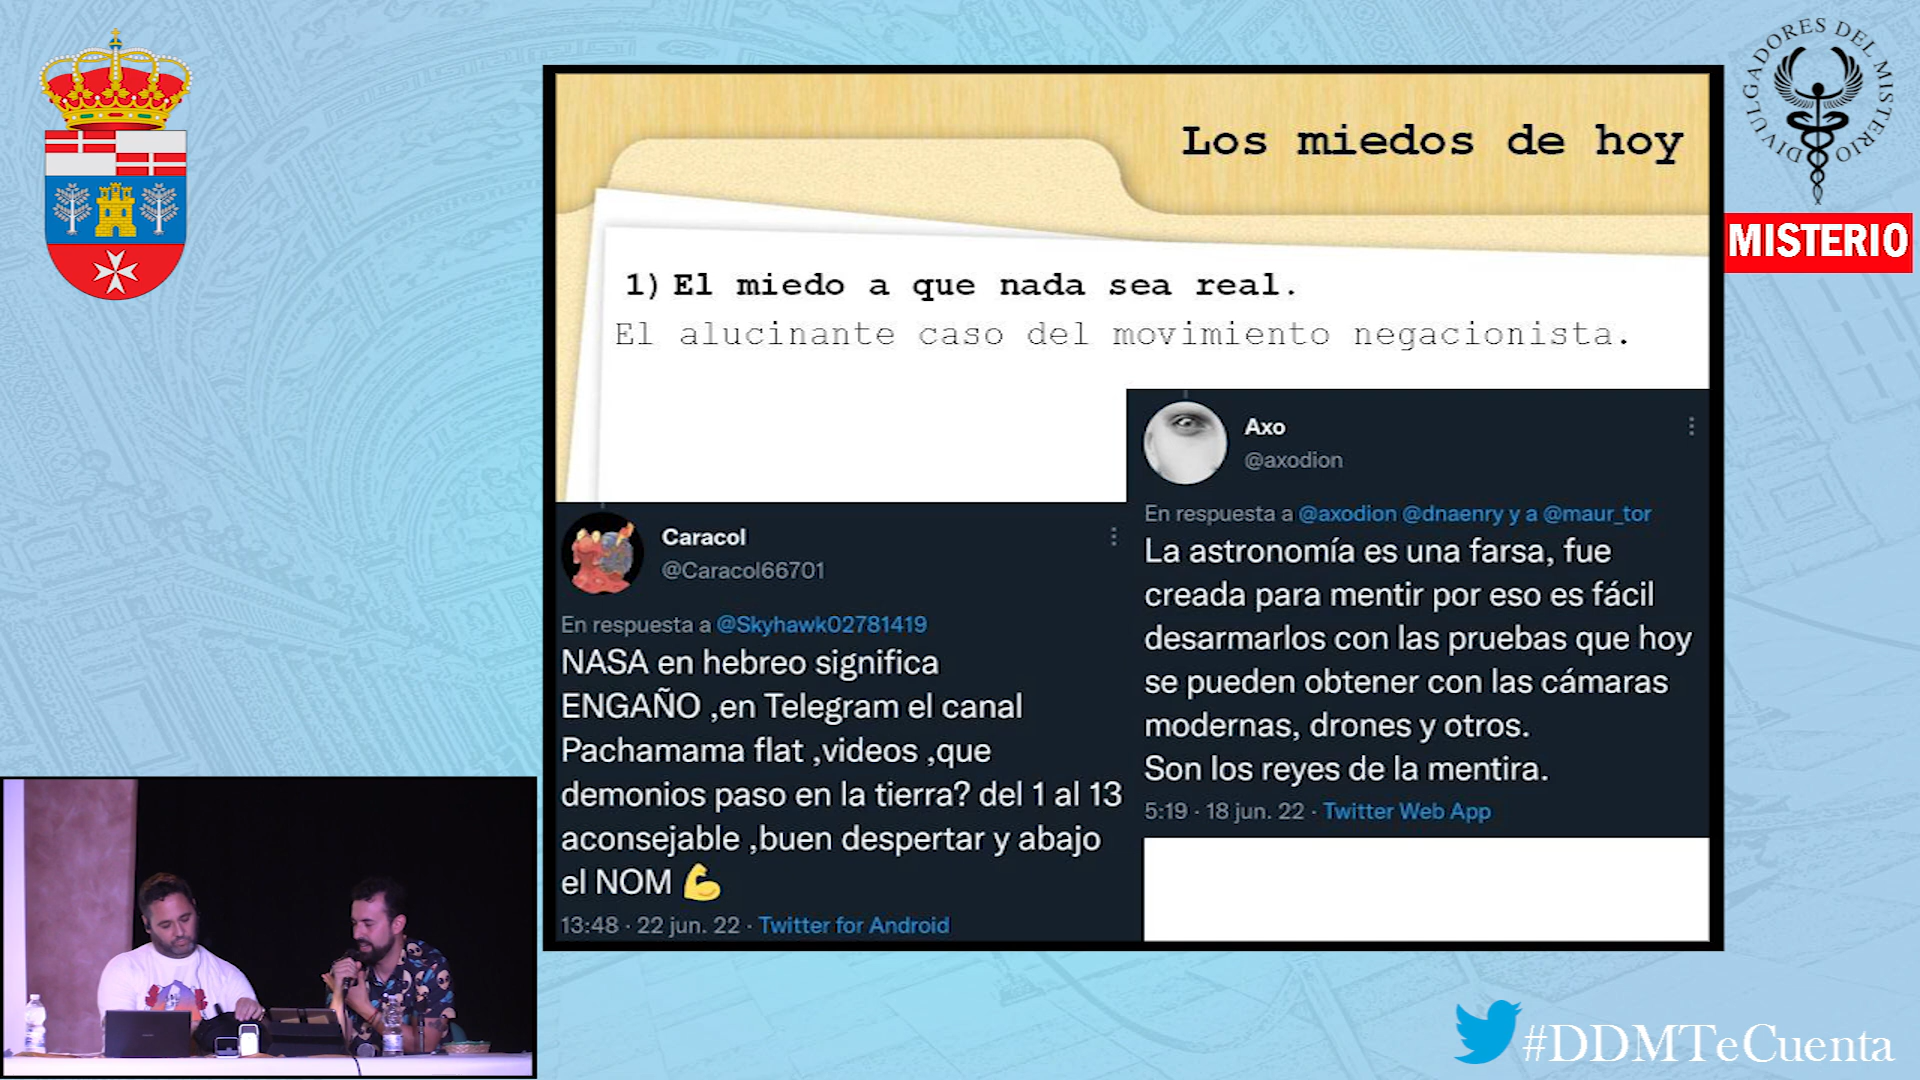 DIVULGADORES DEL MISTERIO
MISTERIO
Los miedos de hoy
1) El miedo a que nada sea real.
El alucinante caso del movimiento negacionista.
Caracol
@Caracol66701
En respuesta a @Skyhawk02781419
NASA en hebreo significa
ENGAÑO ,en Telegram el canal
Pachamama flat ,videos ,que
demonios paso en la tierra? del 1 al 13
aconsejable ,buen despertar y abajo
el NOM 💪
13:48 · 22 jun. 22 · Twitter for Android
Axo
@axodion
En respuesta a @axodion @dnaenry y a @maur_tor
La astronomía es una farsa, fue
creada para mentir por eso es fácil
desarmarlos con las pruebas que hoy
se pueden obtener con las cámaras
modernas, drones y otros.
Son los reyes de la mentira.
5:19 · 18 jun. 22 · Twitter Web App
#DDMTeCuenta